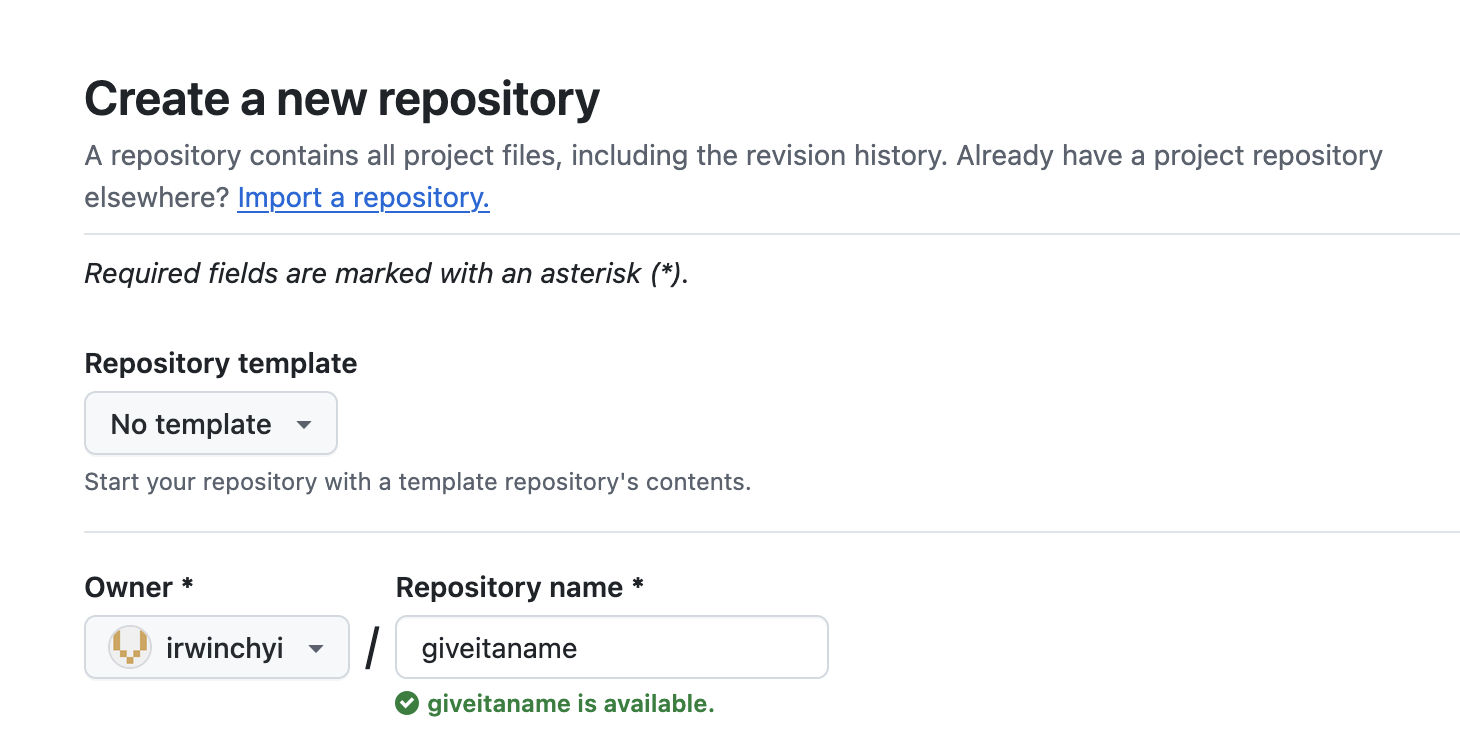 Create a new repository
A repository contains all project files, including the revision history. Already have a project repository
elsewhere? Import a repository.
Required fields are marked with an asterisk (*).
Repository template
No template
Start your repository with a template repository's contents.
Owner * Repository name *
irwinchyi / giveitaname
giveitaname is available.